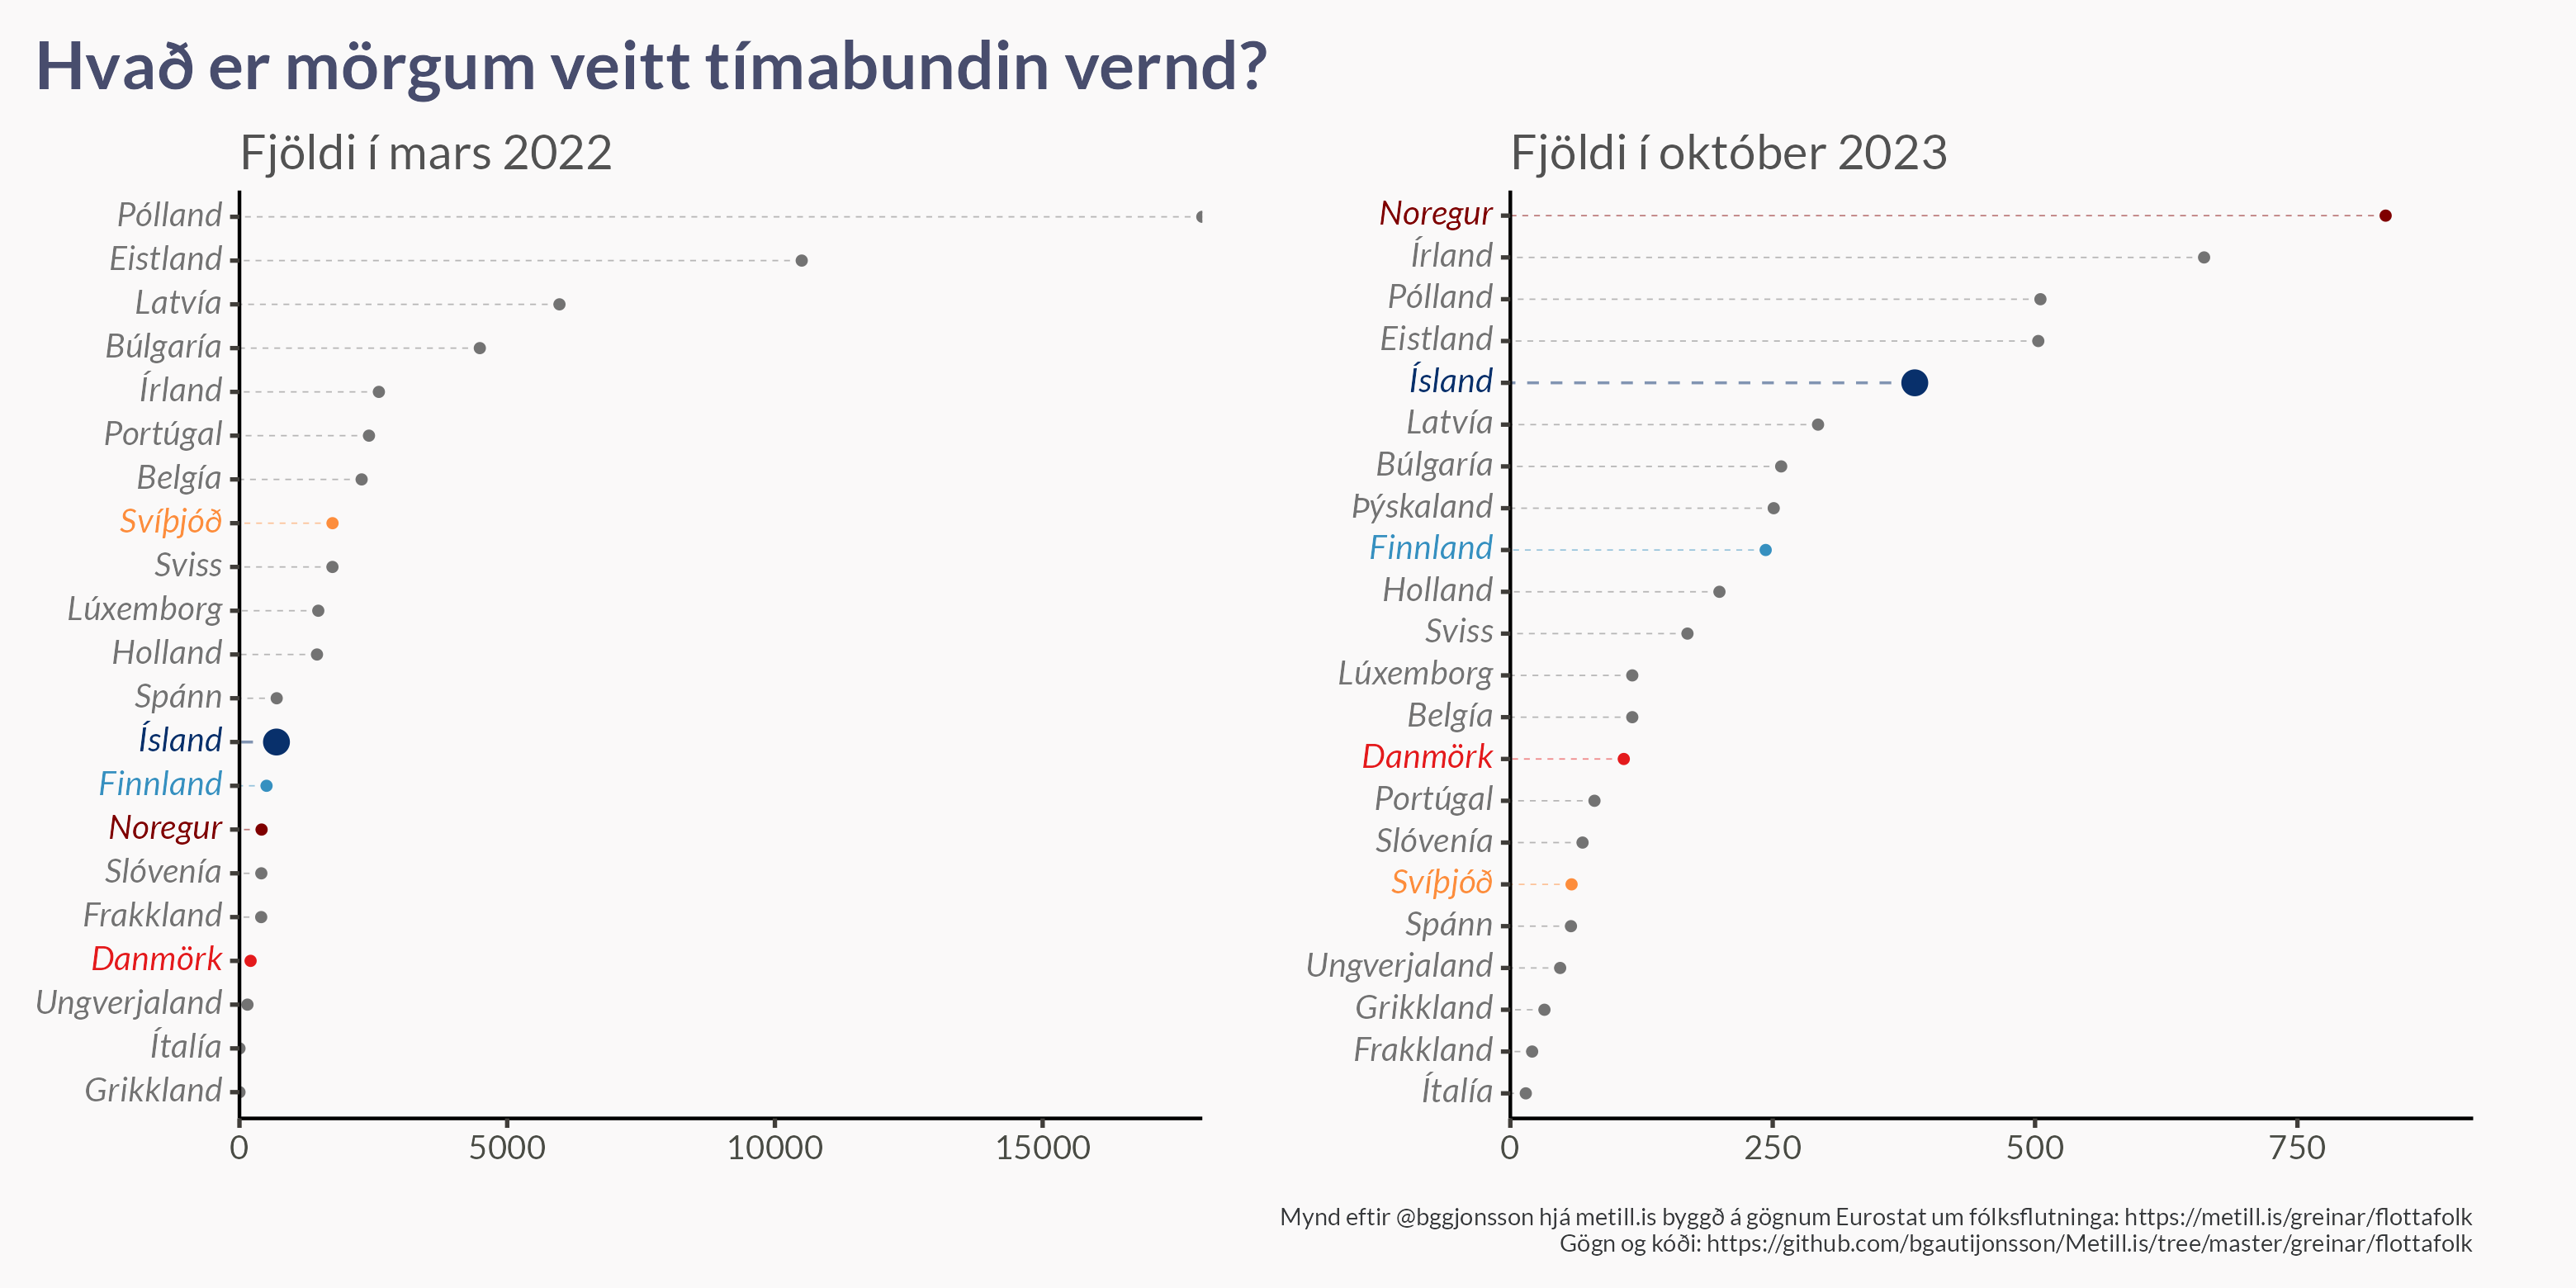 Hvað er mörgum veitt tímabundin vernd?
Fjöldi í mars 2022
Pólland
Eistland
Latvía
Búlgaría
Írland
Portúgal
Belgía
Svíþjóð
Sviss
Lúxemborg
Holland
Spánn
Ísland
Finnland
Noregur
Slóvenía
Frakkland
Danmörk
Ungverjaland
Ítalía
Grikkland
0 5000 10000 15000
Fjöldi í október 2023
Noregur
Írland
Pólland
Eistland
Ísland
Latvía
Búlgaría
Þýskaland
Finnland
Holland
Sviss
Lúxemborg
Belgía
Danmörk
Portúgal
Slóvenía
Svíþjóð
Spánn
Ungverjaland
Grikkland
Frakkland
Ítalía
0 250 500 750
Mynd eftir @bggjonsson hjá metill.is byggð á gögnum Eurostat um fólksflutninga: https://metill.is/greinar/flottafolk
Gögn og kóði: https://github.com/bgautijonsson/Metill.is/tree/master/greinar/flottafolk